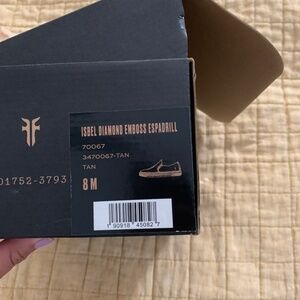 ISBEL DIAMOND EMBOSS ESPADRILL
70067
3470067-TAN
TAN
8 M
01752-3793
1 90918 45082 7